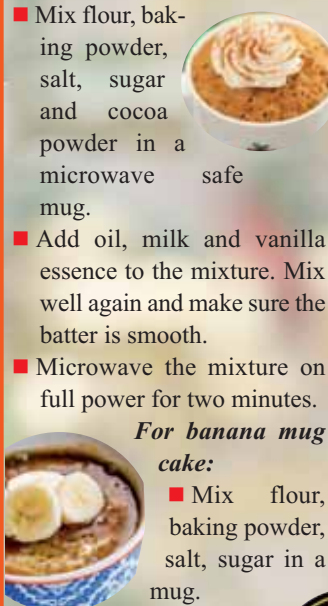 ■ Mix flour, bak-
ing powder,
salt, sugar
and cocoa
powder in a
microwave safe
mug.
■ Add oil, milk and vanilla
essence to the mixture. Mix
well again and make sure the
batter is smooth.
■ Microwave the mixture on
full power for two minutes.
For banana mug
cake:
■ Mix flour,
baking powder,
salt, sugar in a
mug.